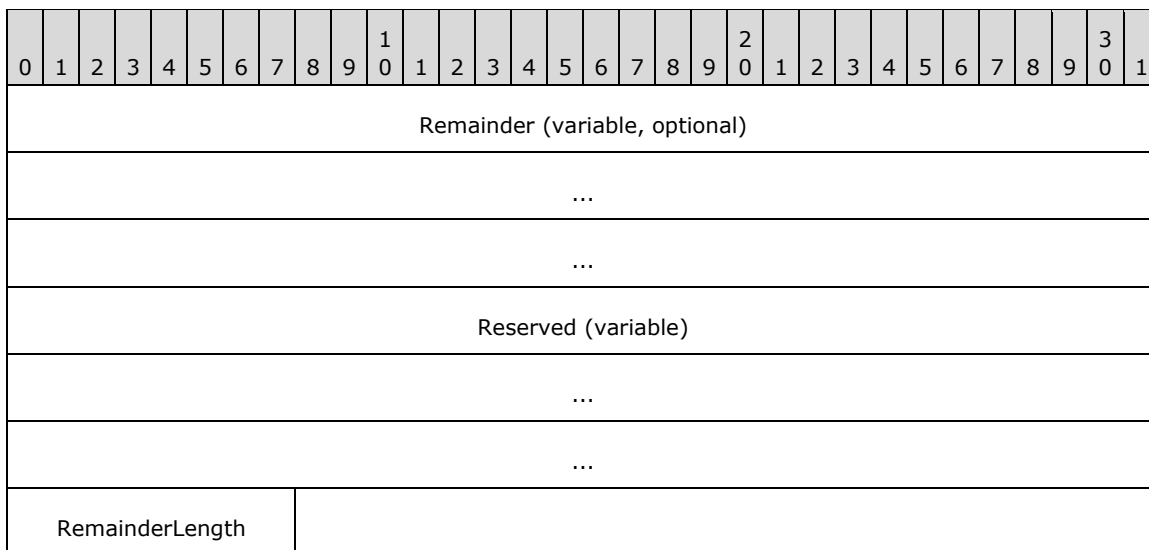 1 2 3
0 1 2 3 4 5 6 7 8 9 0 1 2 3 4 5 6 7 8 9 0 1 2 3 4 5 6 7 8 9 0 1
Remainder (variable, optional)
...
...
Reserved (variable)
...
...
RemainderLength